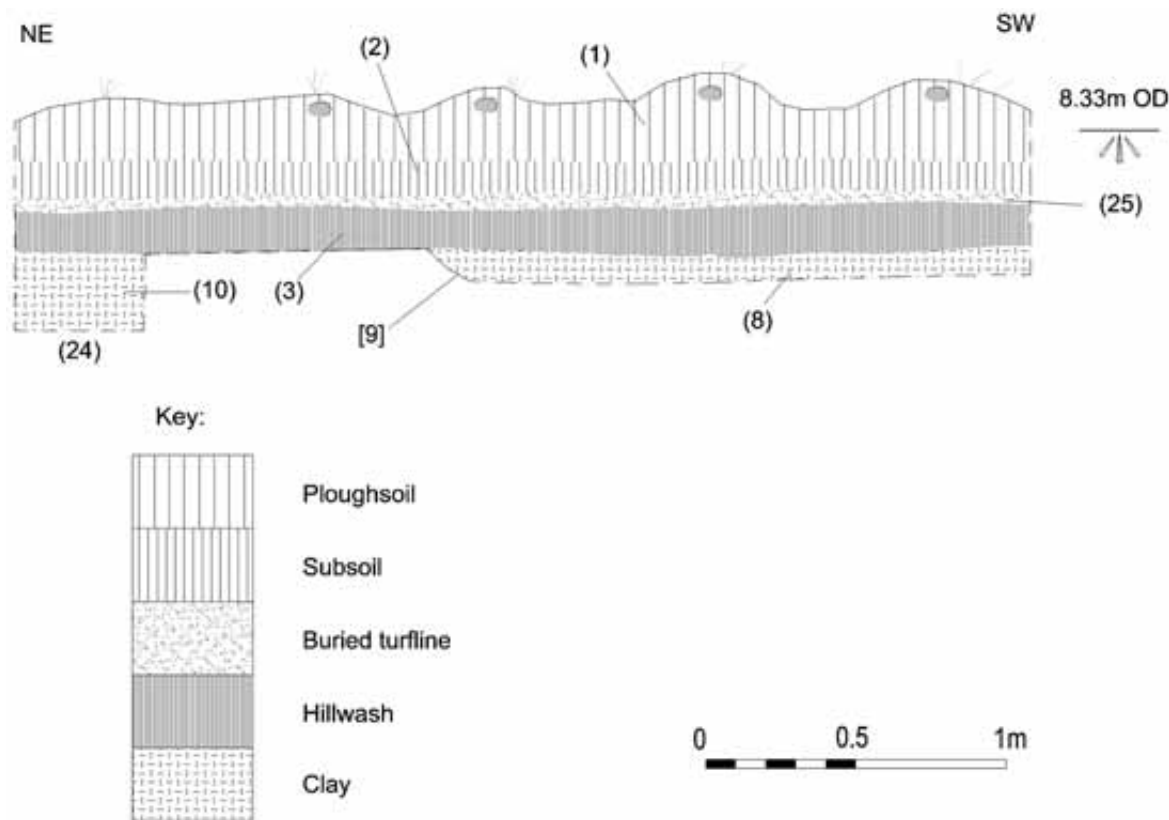 NE
SW
(2)
(1)
8.33m OD
(25)
(10)
(3)
(8)
[9]
(24)
Key:
Ploughsoil
Subsoil
Buried turfline
Hillwash
Clay
0 0.5 1m